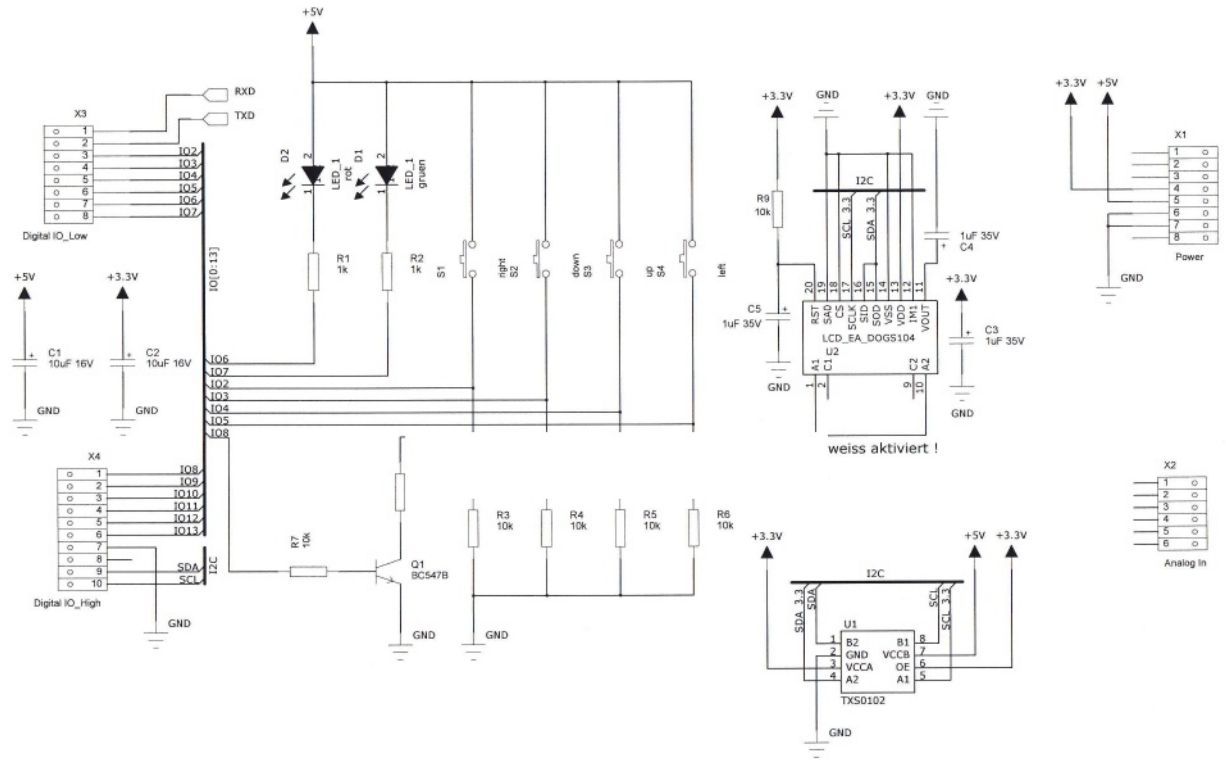 +5V
X3
1
2
3
4
5
6
7
8
RXD
TXD
IO2
IO3
IO4
IO5
IO6
IO7
Digital IO_Low
IO[0:13]
D2
2
1
LED_1
rot
D1
2
1
LED_1
gruen
R1
1k
R2
1k
S1
right
S2
down
S3
up
S4
left
+5V
C1
10uF 16V
GND
+3.3V
C2
10uF 16V
GND
IO6
IO7
IO2
IO3
IO4
IO5
IO8
X4
1
2
3
4
5
6
7
8
9
10
IO8
IO9
IO10
IO11
IO12
IO13
SDA
SCL
I2C
Digital IO_High
GND
R7
10k
Q1
BC547B
GND
R3
10k
R4
10k
R5
10k
R6
10k
GND
+3.3V
GND
+3.3V
GND
R9
10k
I2C
SCL_3.3
SDA_3.3
1uF 35V
C4
C5
1uF 35V
GND
20
19
18
17
16
15
14
13
12
11
RST
SAD
CS
SCLK
SID
SOD
VSS
VDD
IM1
VOUT
LCD_EA_DOGS104
U2
A1
C1
C2
A2
1
2
9
10
weiss aktiviert !
+3.3V
C3
1uF 35V
GND
+3.3V
+5V
X1
1
2
3
4
5
6
7
8
Power
GND
X2
1
2
3
4
5
6
Analog In
+3.3V
+5V
+3.3V
I2C
SDA_3.3
SDA
SCL
SCL_3.3
U1
1 B2 B1 8
2 GND VCCB 7
3 VCCA OE 6
4 A2 A1 5
TXS0102
GND